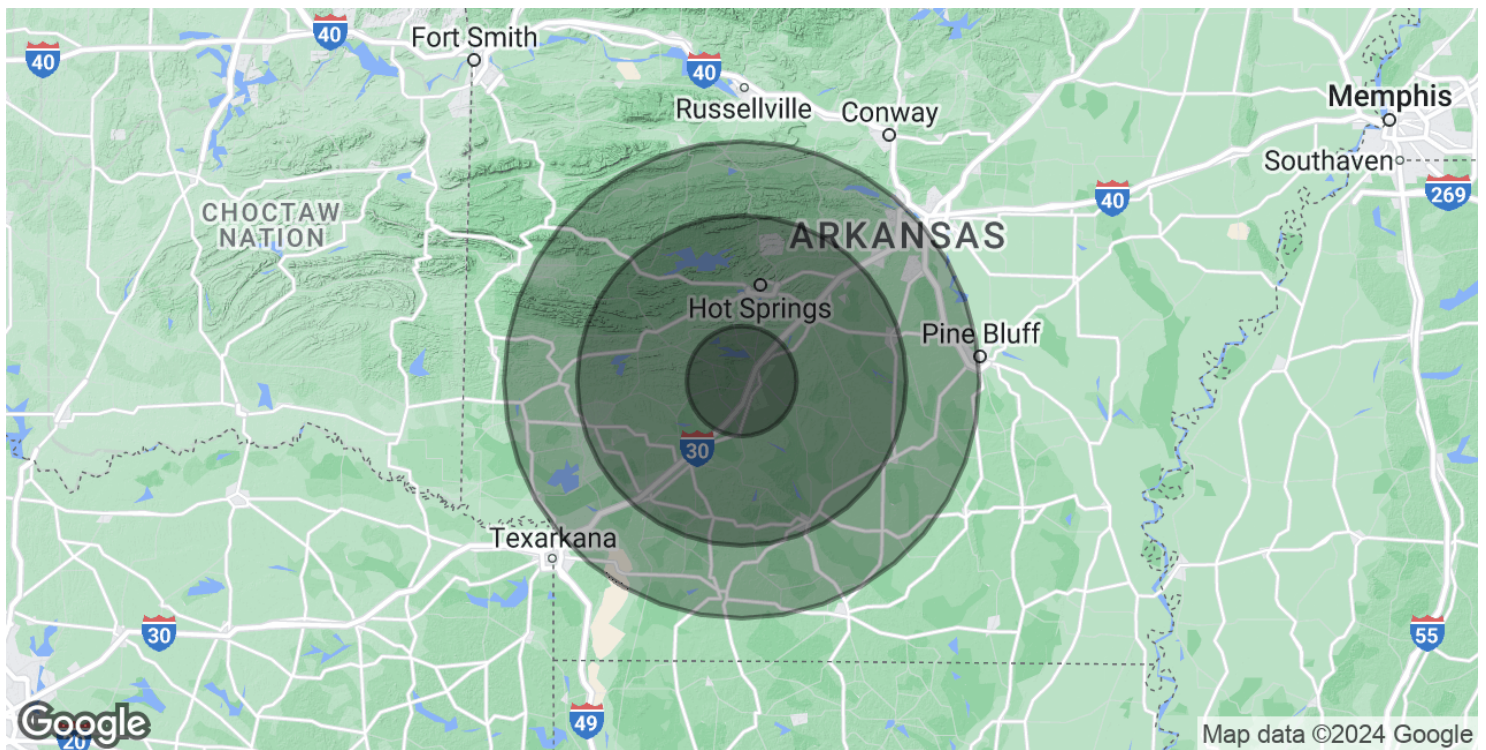 40
40
Fort Smith
40
Russellville
Conway
Memphis
Southaven
40
269
CHOCTAW
NATION
ARKANSAS
Hot Springs
Pine Bluff
30
Texarkana
30
55
49
20
Google
Map data ©2024 Google